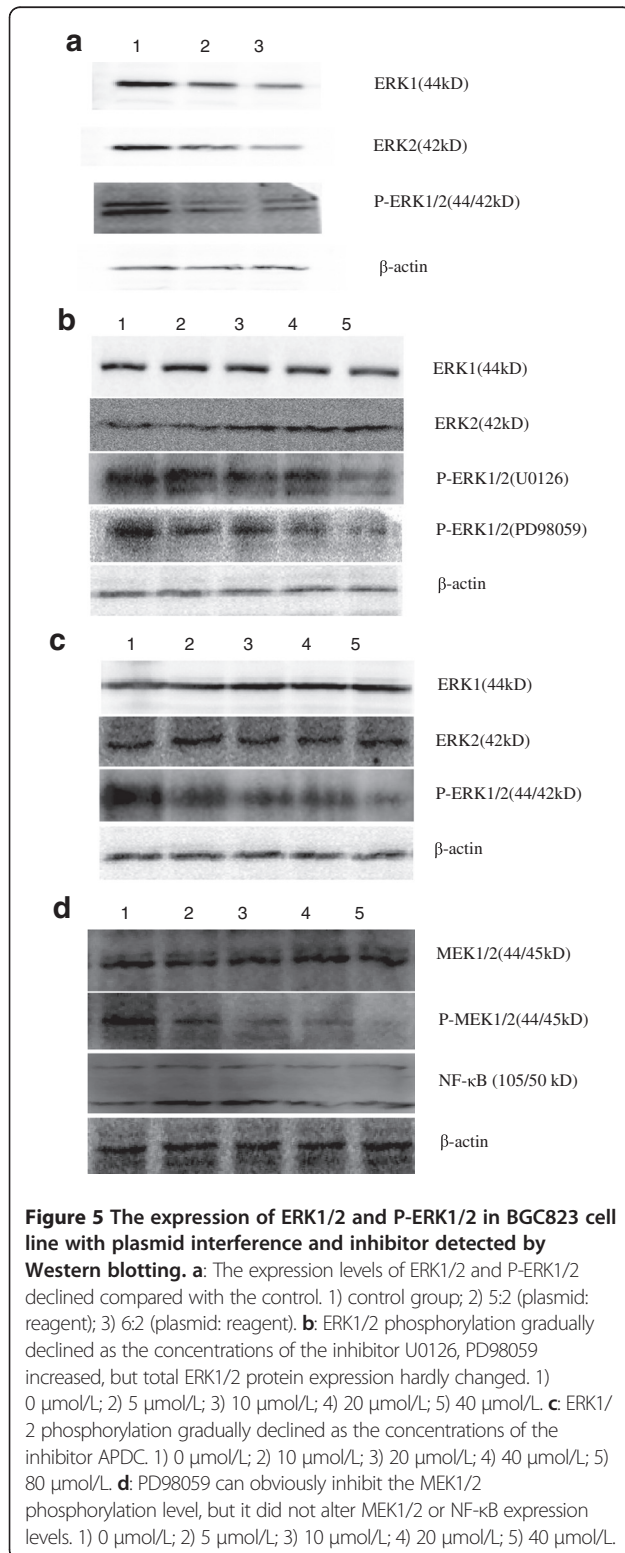 a
1 2 3
ERK1(44kD)
ERK2(42kD)
P-ERK1/2(44/42kD)
β-actin
b
1 2 3 4 5
ERK1(44kD)
ERK2(42kD)
P-ERK1/2(U0126)
P-ERK1/2(PD98059)
β-actin
c
1 2 3 4 5
ERK1(44kD)
ERK2(42kD)
P-ERK1/2(44/42kD)
β-actin
d
1 2 3 4 5
MEK1/2(44/45kD)
P-MEK1/2(44/45kD)
NF-κB (105/50 kD)
β-actin
Figure 5 The expression of ERK1/2 and P-ERK1/2 in BGC823 cell
line with plasmid interference and inhibitor detected by
Western blotting. a: The expression levels of ERK1/2 and P-ERK1/2
declined compared with the control. 1) control group; 2) 5:2 (plasmid:
reagent); 3) 6:2 (plasmid: reagent). b: ERK1/2 phosphorylation gradually
declined as the concentrations of the inhibitor U0126, PD98059
increased, but total ERK1/2 protein expression hardly changed. 1)
0 μmol/L; 2) 5 μmol/L; 3) 10 μmol/L; 4) 20 μmol/L; 5) 40 μmol/L. c: ERK1/
2 phosphorylation gradually declined as the concentrations of the
inhibitor APDC. 1) 0 μmol/L; 2) 10 μmol/L; 3) 20 μmol/L; 4) 40 μmol/L; 5)
80 μmol/L. d: PD98059 can obviously inhibit the MEK1/2
phosphorylation level, but it did not alter MEK1/2 or NF-κB expression
levels. 1) 0 μmol/L; 2) 5 μmol/L; 3) 10 μmol/L; 4) 20 μmol/L; 5) 40 μmol/L.